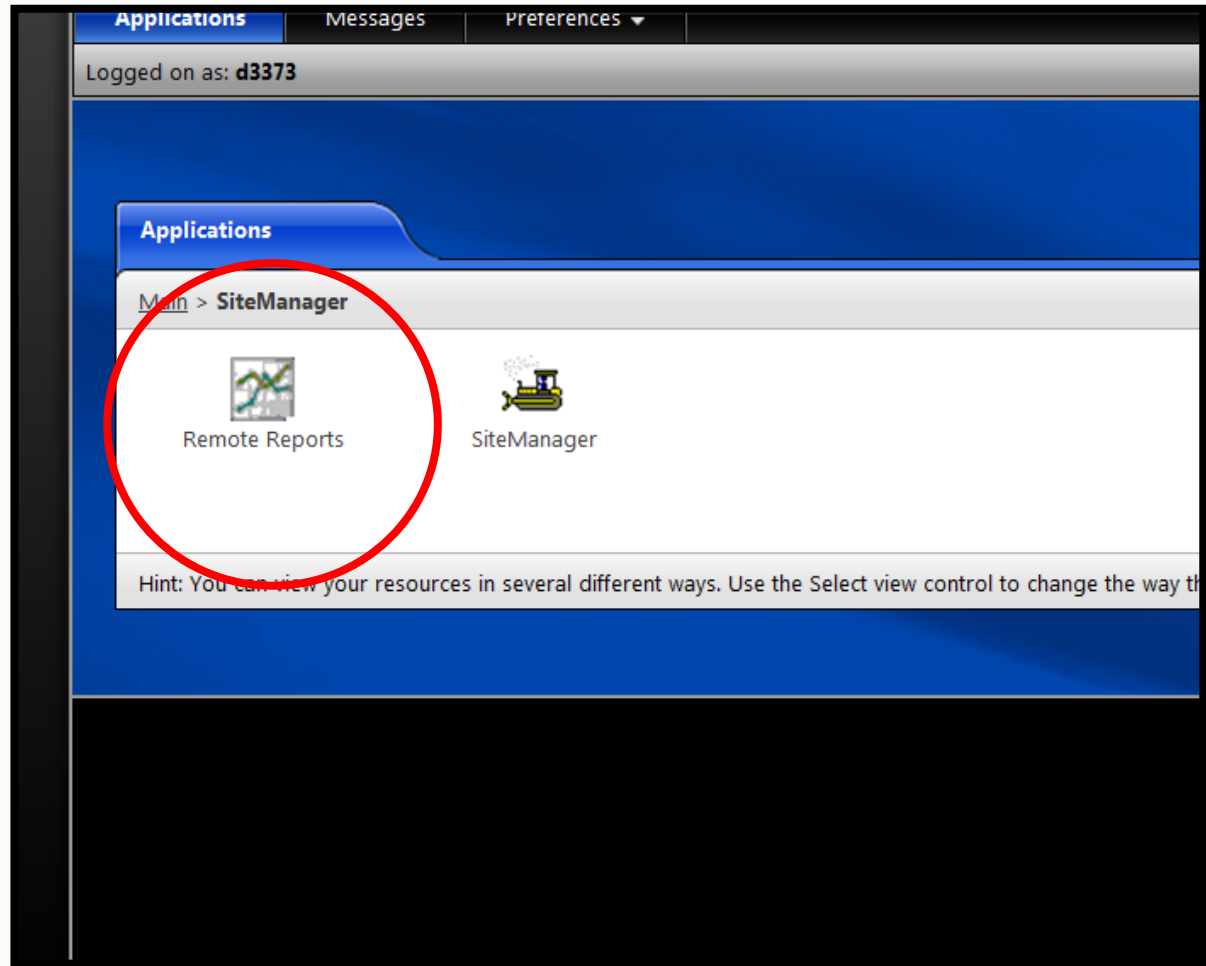 Applications Messages Preferences
Logged on as: d3373
Applications
Main > SiteManager
Remote Reports SiteManager
Hint: You can view your resources in several different ways. Use the Select view control to change the way